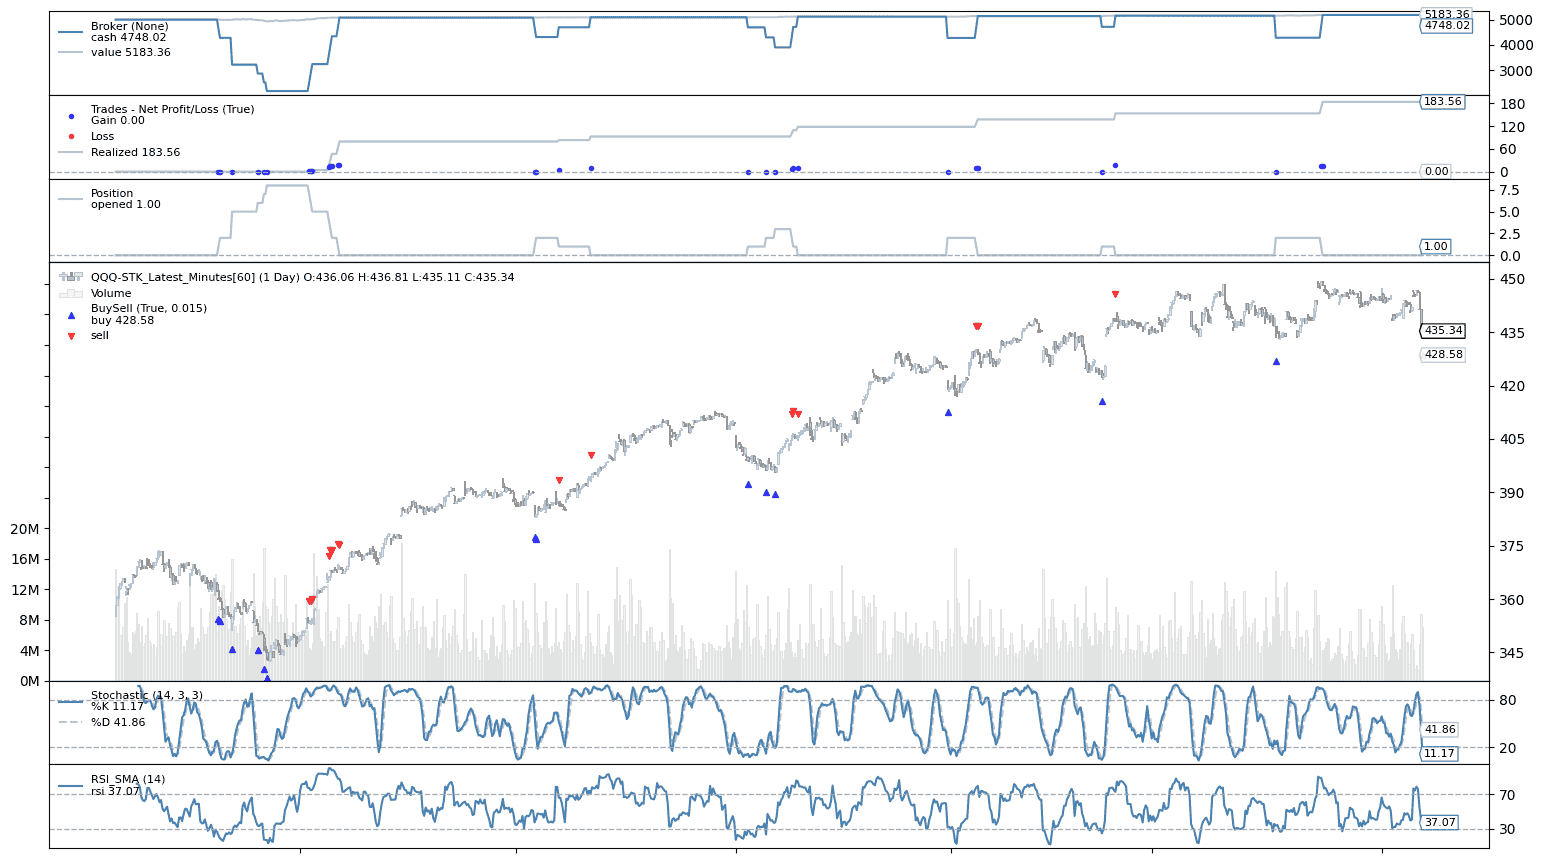 Broker (None)
cash 4748.02
value 5183.36
5183.36
4748.02
5000
4000
3000
Trades - Net Profit/Loss (True)
Gain 0.00
Loss
Realized 183.56
183.56
0.00
180
120
60
0
Position
opened 1.00
1.00
7.5
5.0
2.5
0.0
QQQ-STK_Latest_Minutes[60] (1 Day) O:436.06 H:436.81 L:435.11 C:435.34
Volume
BuySell (True, 0.015)
buy 428.58
sell
435.34
428.58
450
435
420
405
390
375
360
345
20M
16M
12M
8M
4M
0M
Stochastic (14, 3, 3)
%K 11.17
%D 41.86
41.86
11.17
80
20
RSI_SMA (14)
rsi 37.07
37.07
70
30